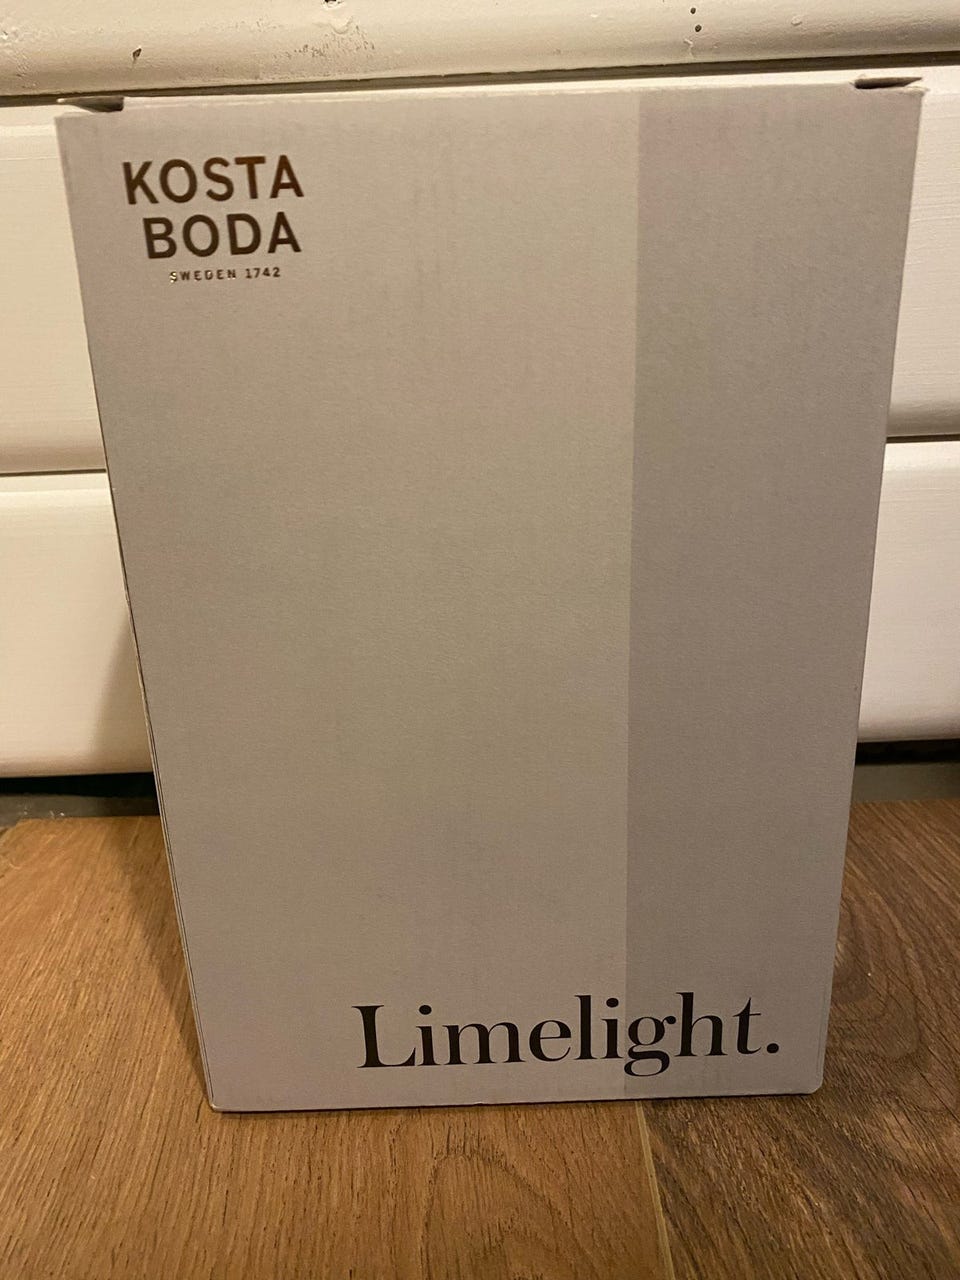 KOSTA
BODA
SWEDEN 1742
Limelight.